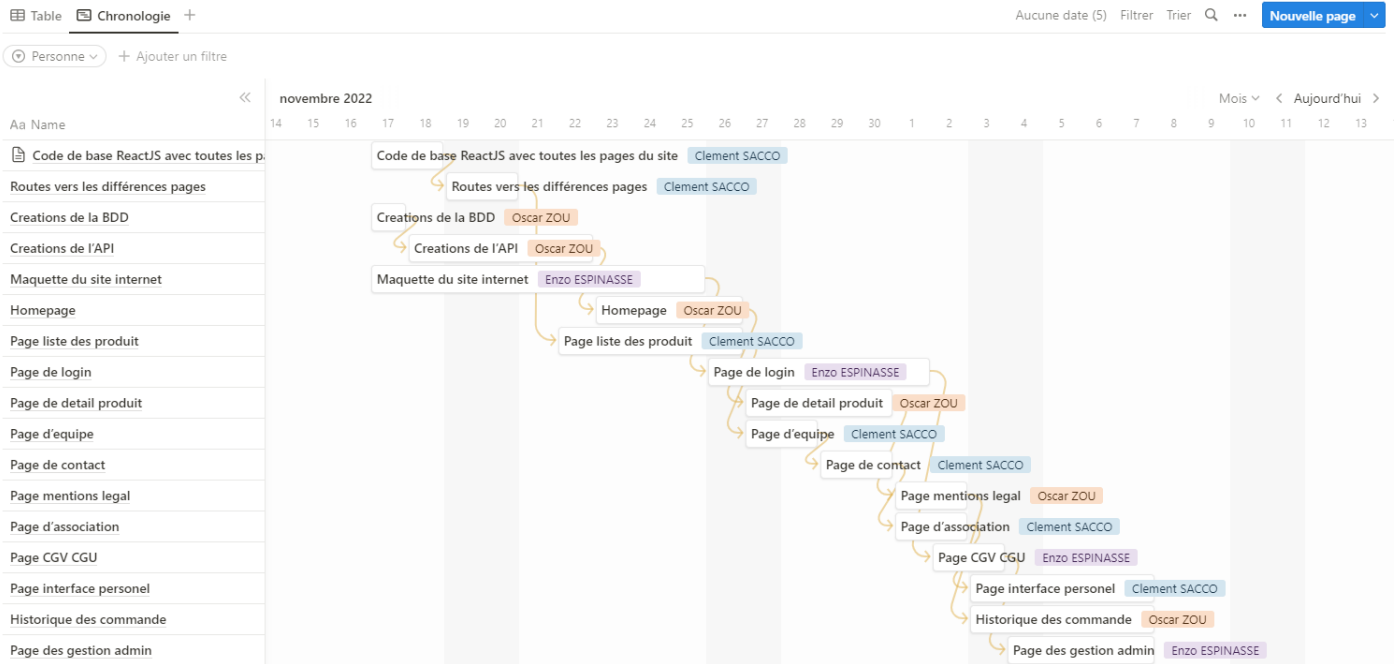 Table Chronologie Aucune date (5) Filtrer Trier Nouvelle page
Personne Ajouter un filtre
novembre 2022 Mois Aujourd'hui
Aa Name 14 15 16 17 18 19 20 21 22 23 24 25 26 27 28 29 30 1 2 3 4 5 6 7 8 9 10 11 12 13
Code de base ReactJS avec toutes les pa Code de base ReactJS avec toutes les pages du site Clement SACCO
Routes vers les différences pages Routes vers les différences pages Clement SACCO
Creations de la BDD Creations de la BDD Oscar ZOU
Creations de l'API Creations de l'API Oscar ZOU
Maquette du site internet Maquette du site internet Enzo ESPINASSE
Homepage Homepage Oscar ZOU
Page liste des produit Page liste des produit Clement SACCO
Page de login Page de login Enzo ESPINASSE
Page de detail produit Page de detail produit Oscar ZOU
Page d'equipe Page d'equipe Clement SACCO
Page de contact Page de contact Clement SACCO
Page mentions legal Page mentions legal Oscar ZOU
Page d'association Page d'association Clement SACCO
Page CGV CGU Page CGV CGU Enzo ESPINASSE
Page interface personel Page interface personel Clement SACCO
Historique des commande Historique des commande Oscar ZOU
Page des gestion admin Page des gestion admin Enzo ESPINASSE